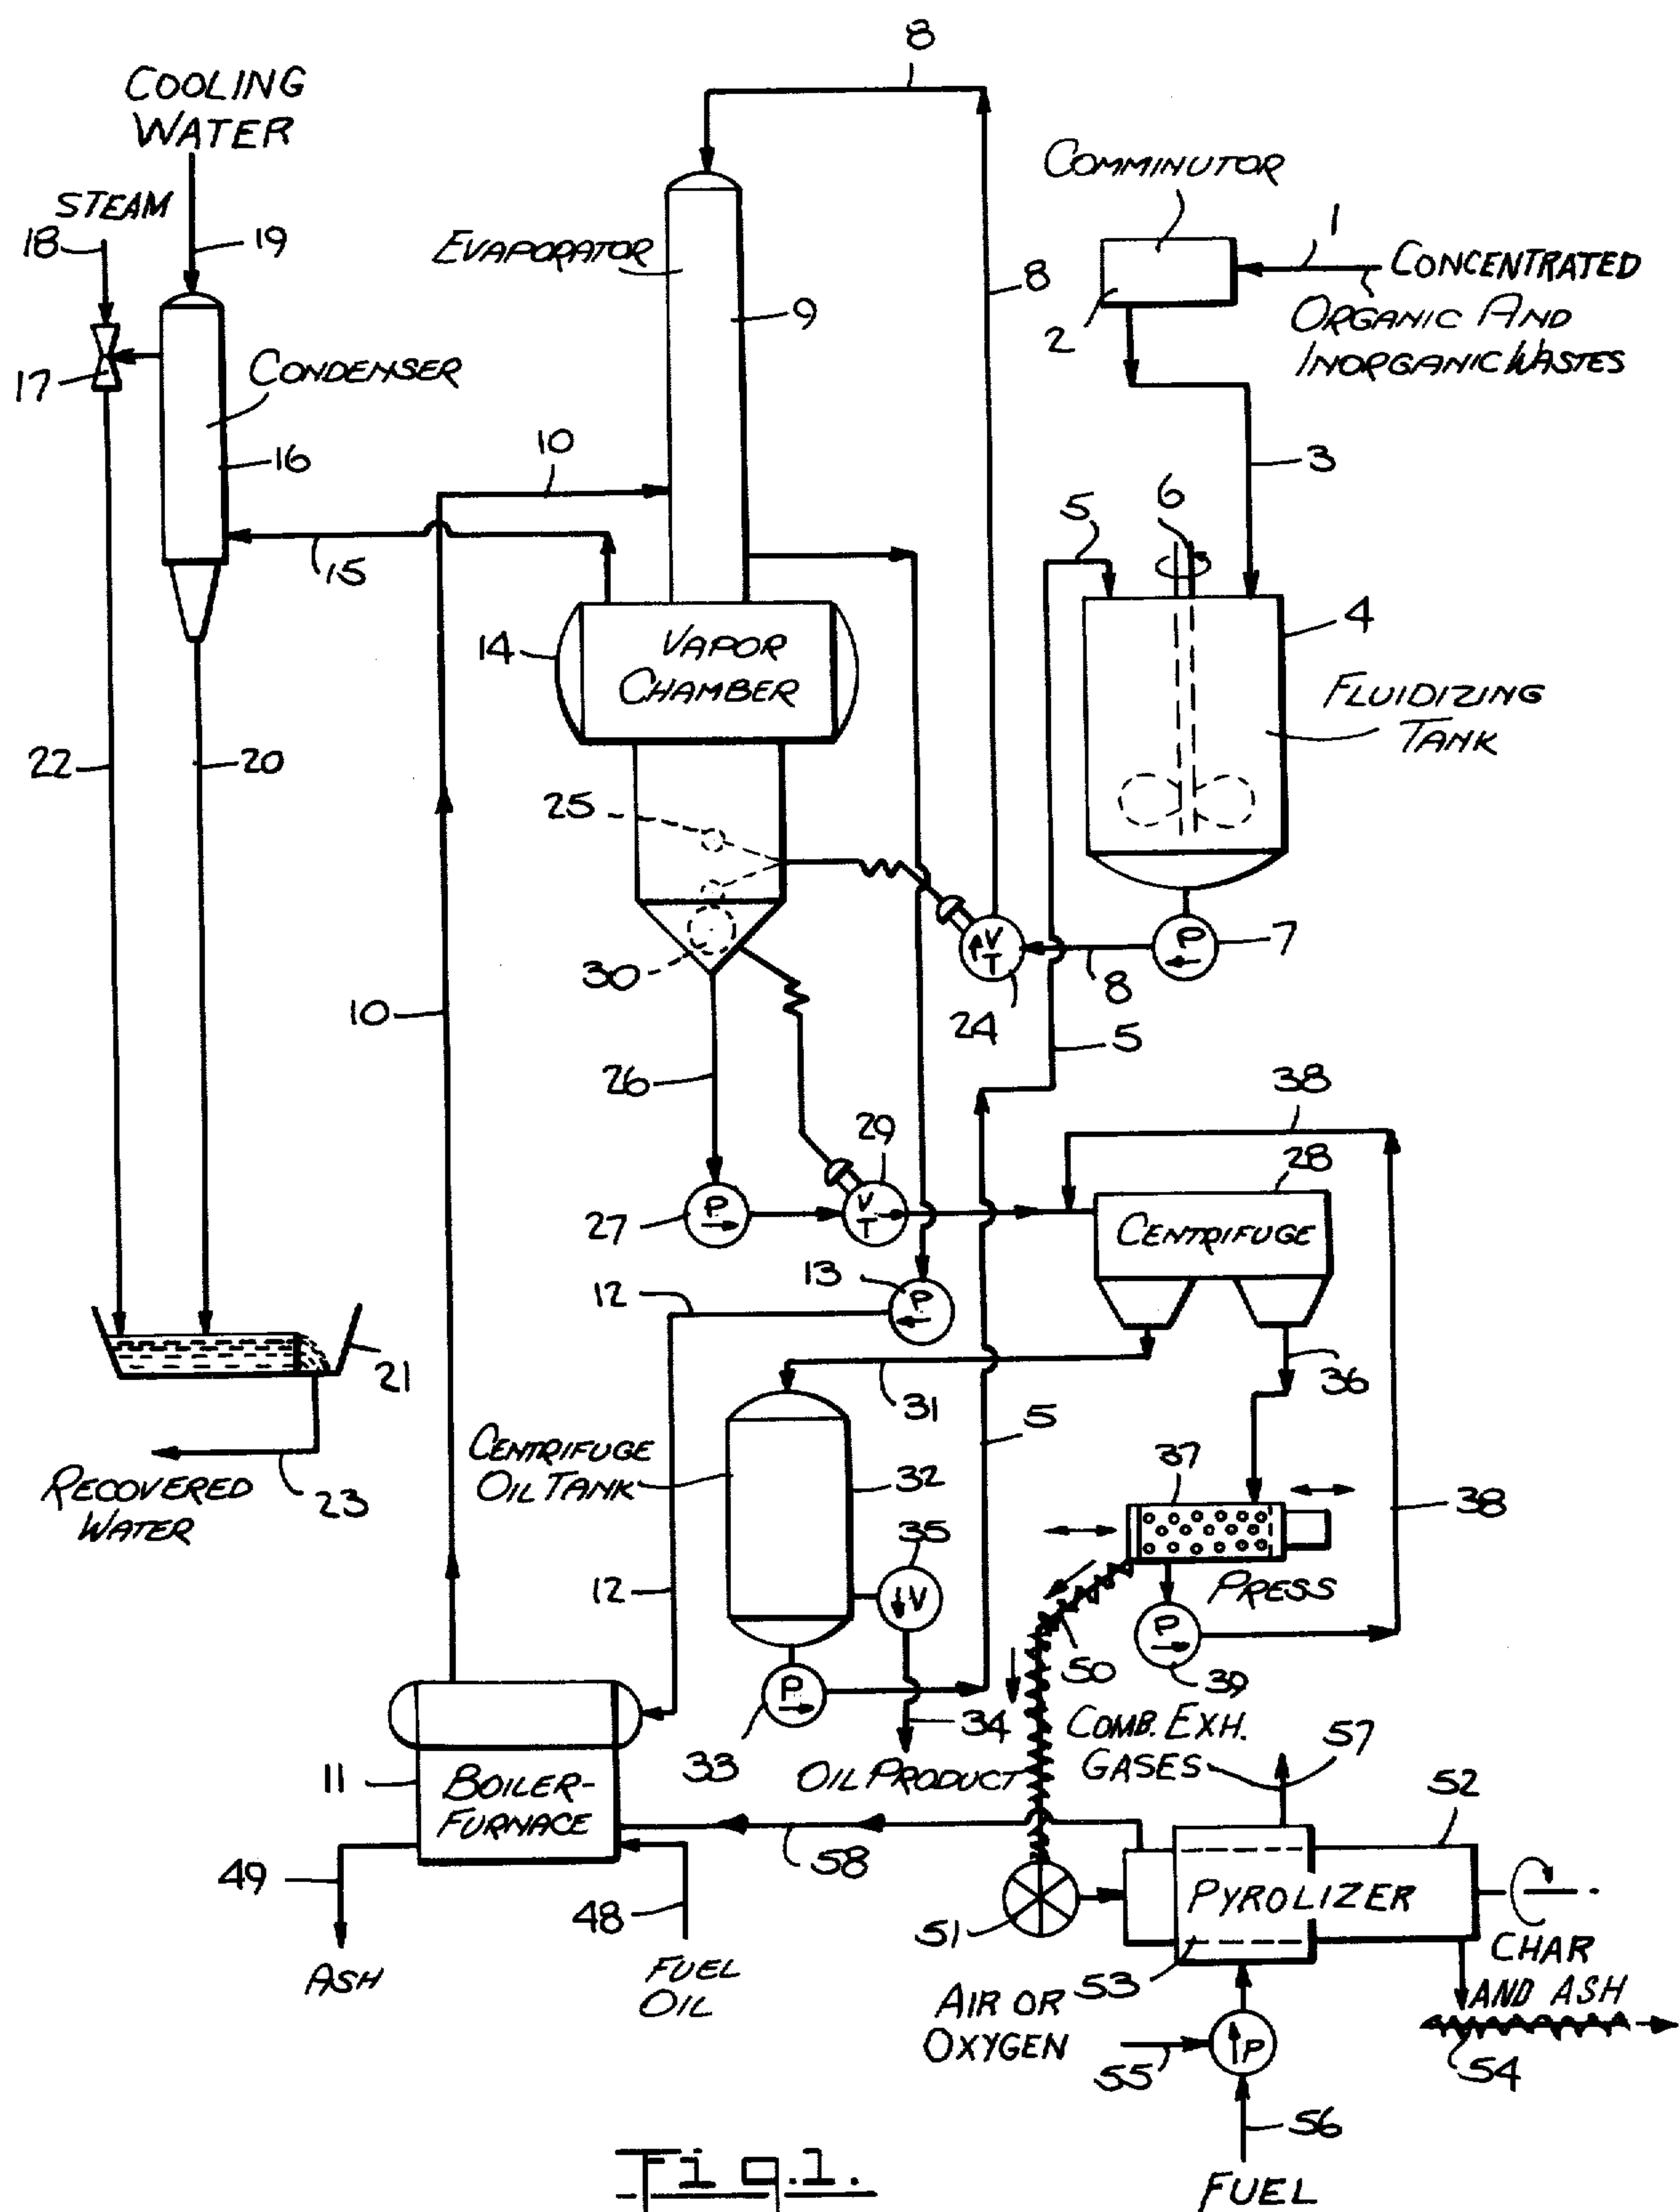 8
COOLING
WATER
COMMINUTOR
STEAM
18
19
1
EVAPORATOR
8
CONCENTRATED
ORGANIC AND
INORGANIC WASTES
2
9
17
CONDENSER
16
10
3
6
5
15
4
14
VAPOR
CHAMBER
FLUIDIZING
TANK
22
20
25
30
V
T
P
7
8
24
10
5
26
38
29
28
27
P
V
T
CENTRIFUGE
13
12
P
21
36
31
5
CENTRIFUGE
OIL TANK
32
37
38
RECOVERED
WATER
23
35
V
12
PRESS
P
50
39
P
33
34
COMB. EXH.
GASES
57
OIL PRODUCT
11
BOILER-
FURNACE
52
58
49
48
51
PYROLIZER
CHAR
AND ASH
ASH
FUEL
OIL
53
AIR OR
OXYGEN
P
55
54
56
FUEL
Fig.1.